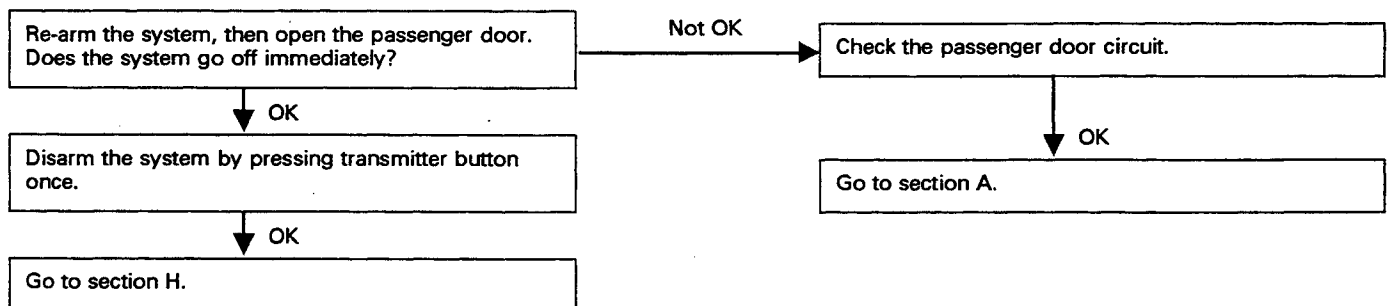 Re-arm the system, then open the passenger door.
Does the system go off immediately?
Not OK
Check the passenger door circuit.
OK
OK
Disarm the system by pressing transmitter button
once.
Go to section A.
OK
Go to section H.